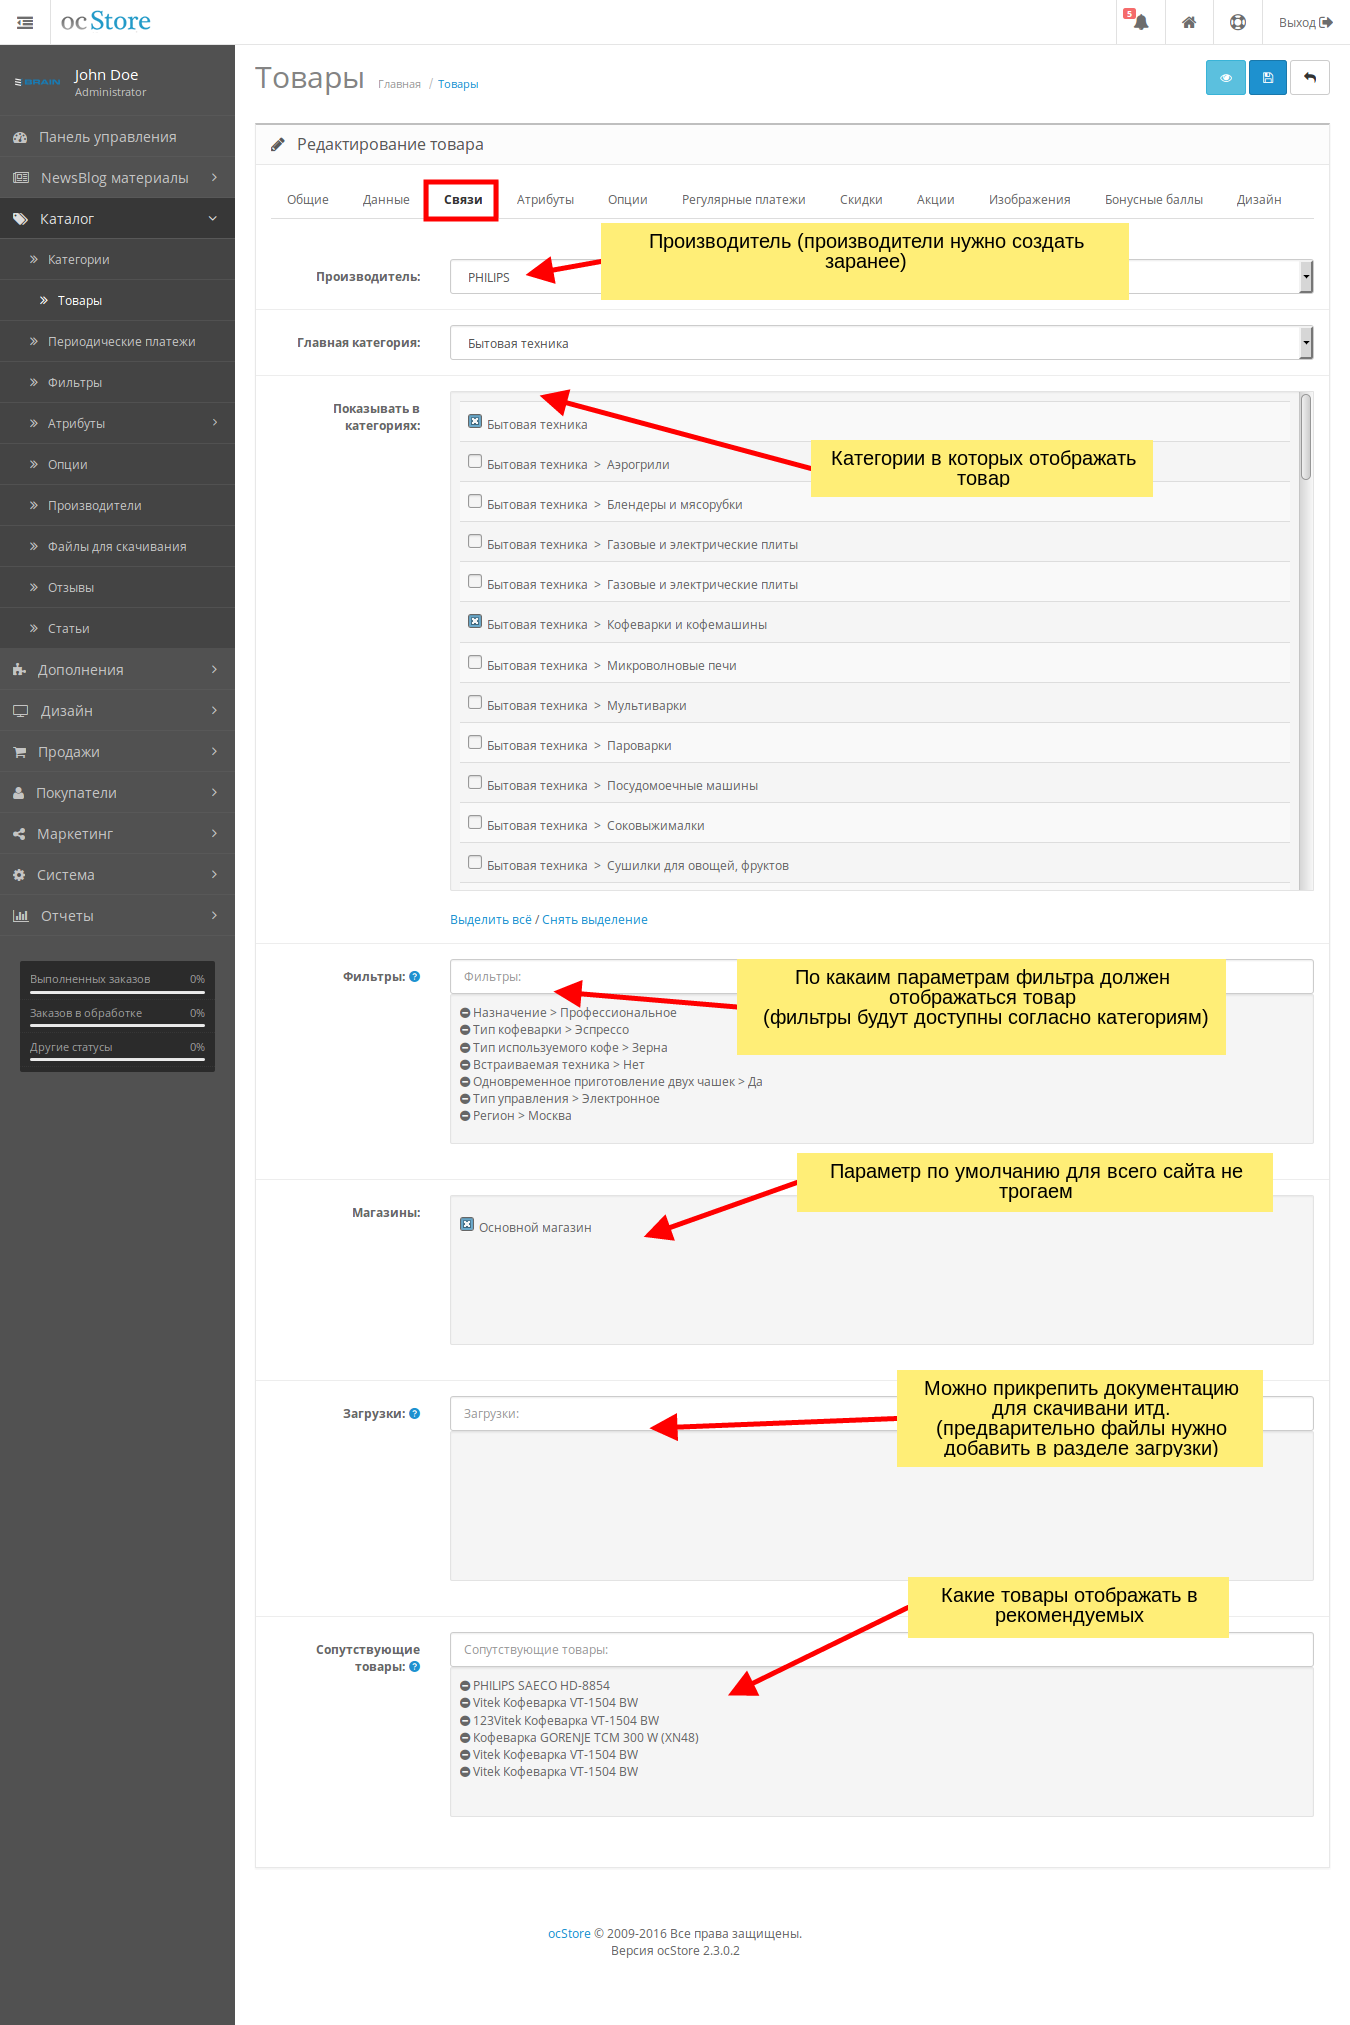 ocStore
5
Выход
BRAIN
John Doe
Administrator
Панель управления
NewsBlog материалы
Каталог
Категории
Товары
Периодические платежи
Фильтры
Атрибуты
Опции
Производители
Файлы для скачивания
Отзывы
Статьи
Дополнения
Дизайн
Продажи
Покупатели
Маркетинг
Система
Отчеты
Выполненных заказов 0%
Заказов в обработке 0%
Другие статусы 0%
Товары Главная / Товары
Редактирование товара
Общие Данные Связи Атрибуты Опции Регулярные платежи Скидки Акции Изображения Бонусные баллы Дизайн
Производитель (производители нужно создать
заранее)
Производитель: PHILIPS
Главная категория: Бытовая техника
Показывать в
категориях:
Бытовая техника
Бытовая техника > Аэрогрили
Категории в которых отображать
товар
Бытовая техника > Блендеры и мясорубки
Бытовая техника > Газовые и электрические плиты
Бытовая техника > Газовые и электрические плиты
Бытовая техника > Кофеварки и кофемашины
Бытовая техника > Микроволновые печи
Бытовая техника > Мультиварки
Бытовая техника > Пароварки
Бытовая техника > Посудомоечные машины
Бытовая техника > Соковыжималки
Бытовая техника > Сушилки для овощей, фруктов
Выделить всё / Снять выделение
Фильтры: ? Фильтры:
По какаим параметрам фильтра должен
отображаться товар
(фильтры будут доступны согласно категориям)
Назначение > Профессиональное
Тип кофеварки > Эспрессо
Тип используемого кофе > Зерна
Встраиваемая техника > Нет
Одновременное приготовление двух чашек > Да
Тип управления > Электронное
Регион > Москва
Параметр по умолчанию для всего сайта не
трогаем
Магазины:
Основной магазин
Можно прикрепить документацию
для скачивани итд.
(предварительно файлы нужно
добавить в разделе загрузки)
Загрузки: ? Загрузки:
Какие товары отображать в
рекомендуемых
Сопутствующие
товары: ?
Сопутствующие товары:
PHILIPS SAECO HD-8854
Vitek Кофеварка VT-1504 BW
123Vitek Кофеварка VT-1504 BW
Кофеварка GORENJE TCM 300 W (XN48)
Vitek Кофеварка VT-1504 BW
Vitek Кофеварка VT-1504 BW
ocStore © 2009-2016 Все права защищены.
Версия ocStore 2.3.0.2